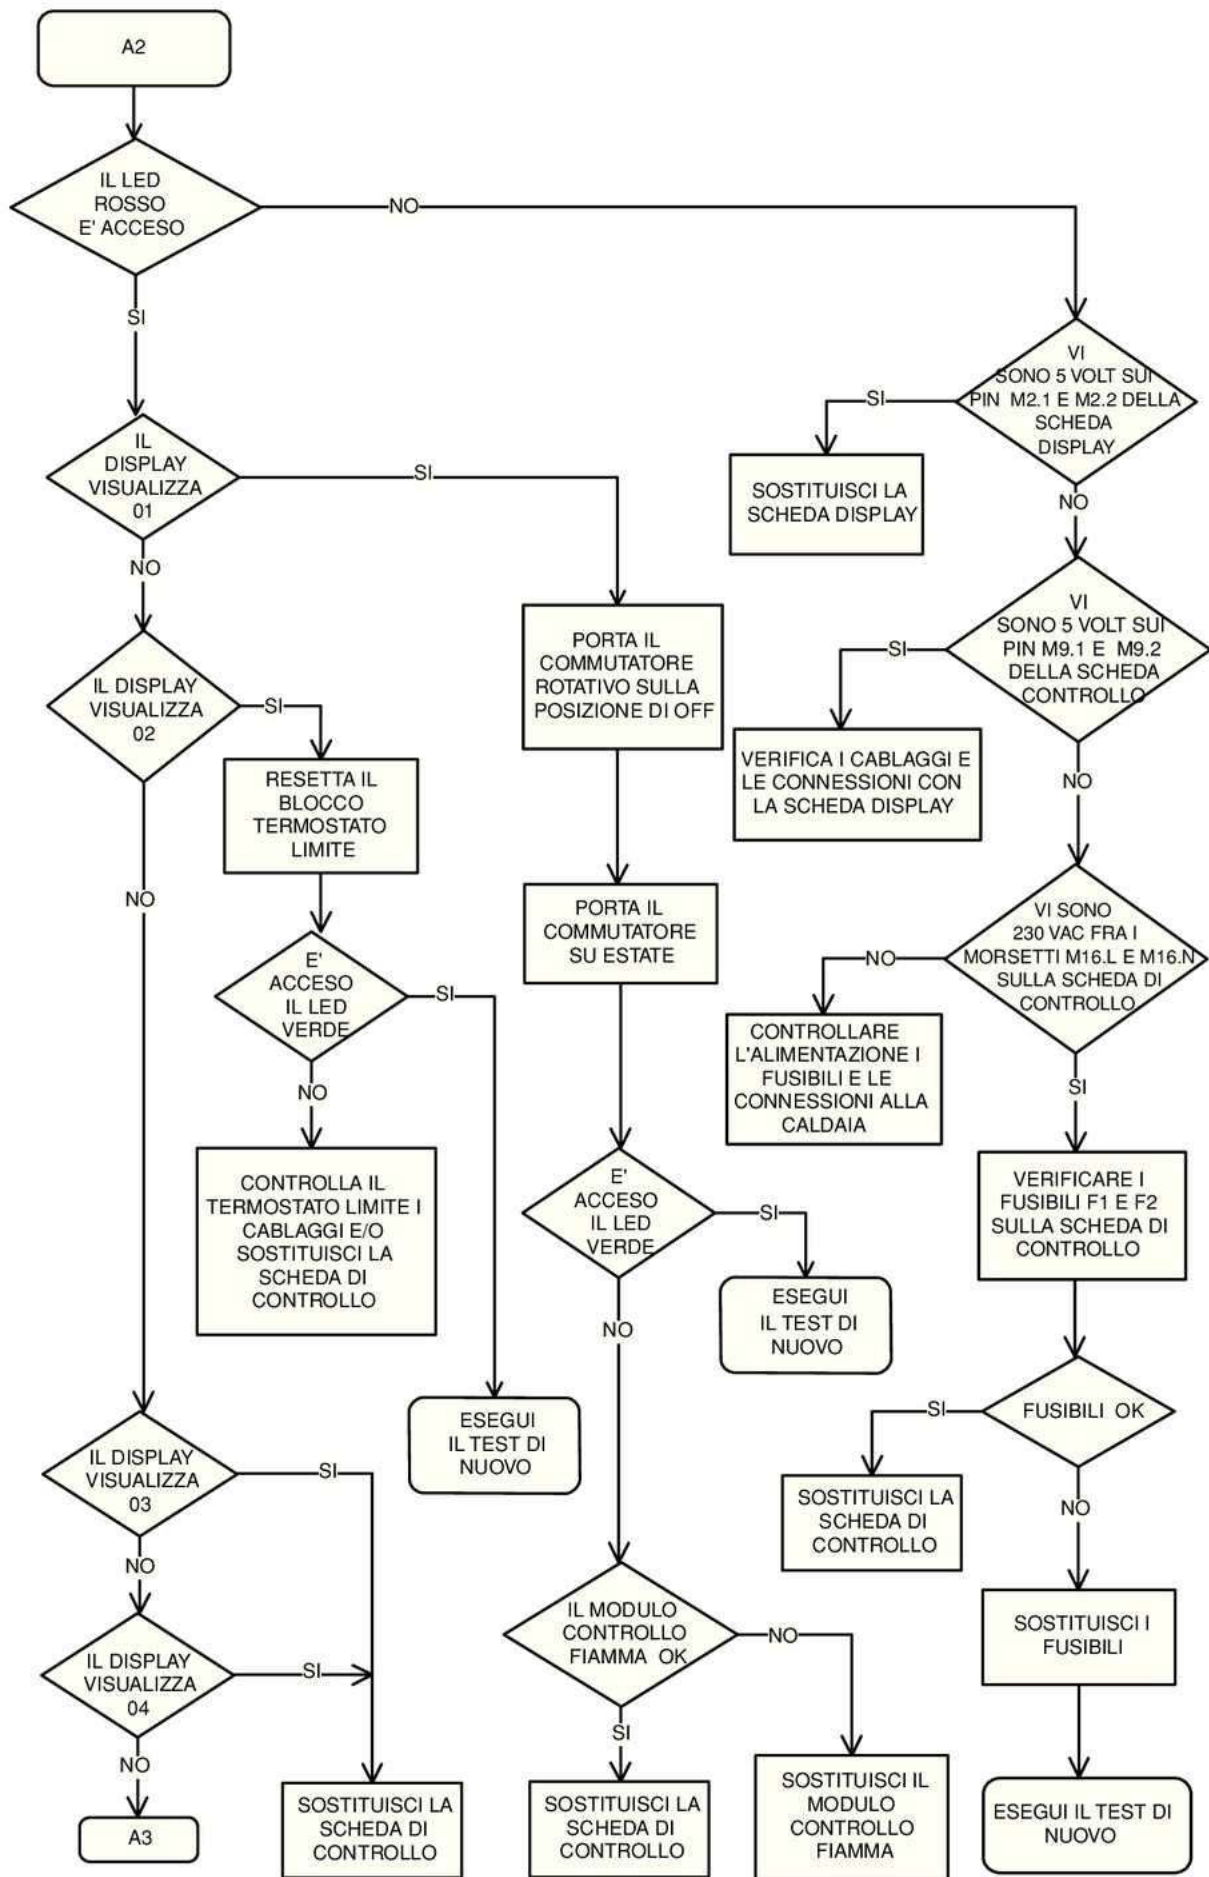 A2
IL LED
ROSSO
E' ACCESO
NO
SI
VI
SONO 5 VOLT SUI
PIN M2.1 E M2.2 DELLA
SCHEDA
DISPLAY
SI
SOSTITUISCI LA
SCHEDA DISPLAY
NO
IL
DISPLAY
VISUALIZZA
01
SI
NO
VI
SONO 5 VOLT SUI
PIN M9.1 E M9.2
DELLA SCHEDA
CONTROLLO
SI
VERIFICA I CABLAGGI E
LE CONNESSIONI CON
LA SCHEDA DISPLAY
NO
PORTA IL
COMMUTATORE
ROTATIVO SULLA
POSIZIONE DI OFF
IL DISPLAY
VISUALIZZA
02
SI
RESETTA IL
BLOCCO
TERMOSTATO
LIMITE
NO
PORTA IL
COMMUTATORE
SU ESTATE
VI SONO
230 VAC FRA I
MORSETTI M16.L E M16.N
SULLA SCHEDA DI
CONTROLLO
NO
CONTROLLARE
L'ALIMENTAZIONE I
FUSIBILI E LE
CONNESSIONI ALLA
CALDAIA
SI
E'
ACCESO
IL LED
VERDE
SI
NO
CONTROLLA IL
TERMOSTATO LIMITE I
CABLAGGI E/O
SOSTITUISCI LA
SCHEDA DI
CONTROLLO
E'
ACCESO
IL LED
VERDE
SI
ESEGUI
IL TEST DI
NUOVO
NO
VERIFICARE I
FUSIBILI F1 E F2
SULLA SCHEDA DI
CONTROLLO
ESEGUI
IL TEST DI
NUOVO
FUSIBILI OK
SI
SOSTITUISCI LA
SCHEDA DI
CONTROLLO
NO
IL DISPLAY
VISUALIZZA
03
SI
NO
IL MODULO
CONTROLLO
FIAMMA OK
NO
SI
SOSTITUISCI I
FUSIBILI
IL DISPLAY
VISUALIZZA
04
SI
NO
A3
SOSTITUISCI LA
SCHEDA DI
CONTROLLO
SOSTITUISCI LA
SCHEDA DI
CONTROLLO
SOSTITUISCI IL
MODULO
CONTROLLO
FIAMMA
ESEGUI IL TEST DI
NUOVO